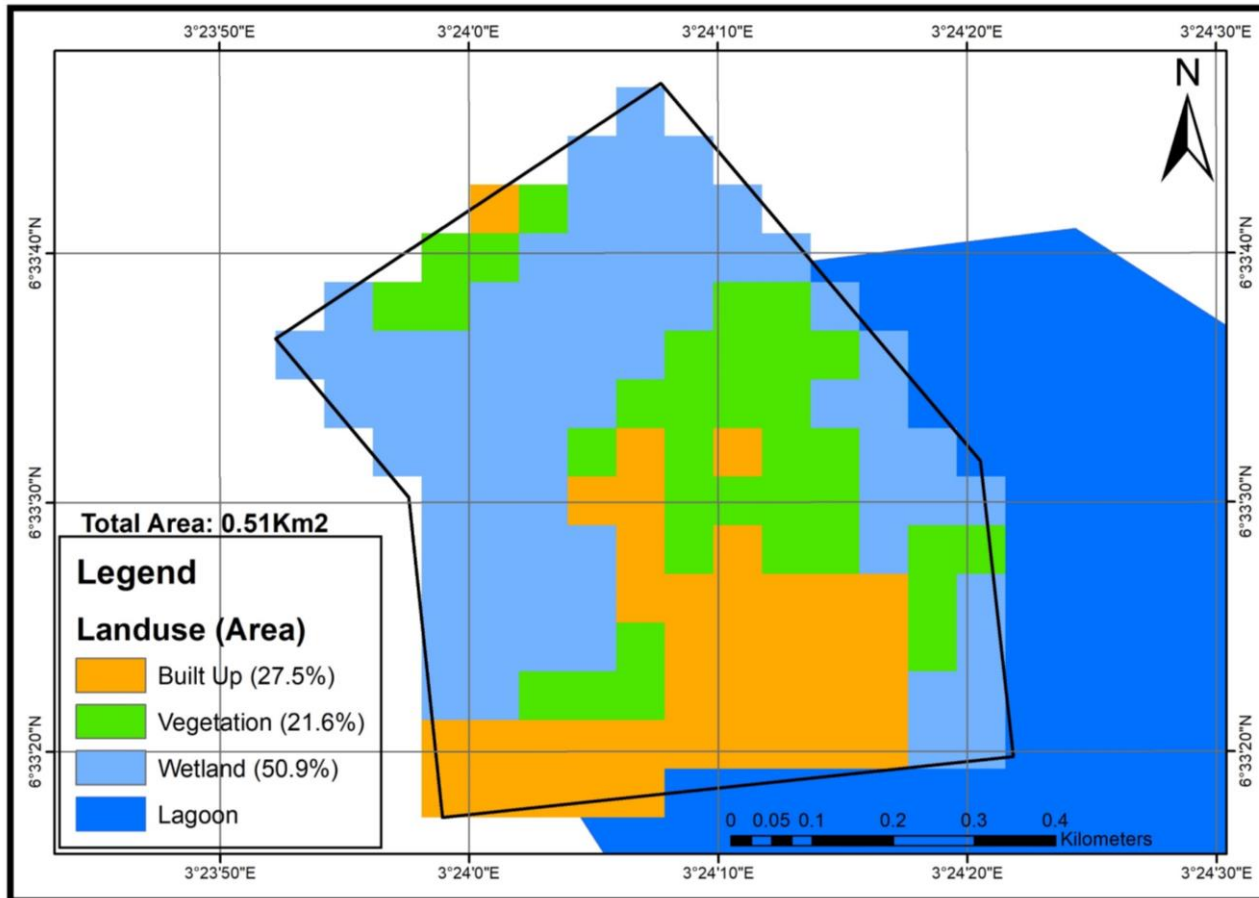 3°23'50"E 3°24'0"E 3°24'10"E 3°24'20"E 3°24'30"E
N
6°33'40"N 6°33'40"N
6°33'30"N 6°33'30"N
Total Area: 0.51Km2
Legend
Landuse (Area)
Built Up (27.5%)
Vegetation (21.6%)
Wetland (50.9%)
Lagoon
6°33'20"N 6°33'20"N
0 0.05 0.1 0.2 0.3 0.4
Kilometers
3°23'50"E 3°24'0"E 3°24'10"E 3°24'20"E 3°24'30"E